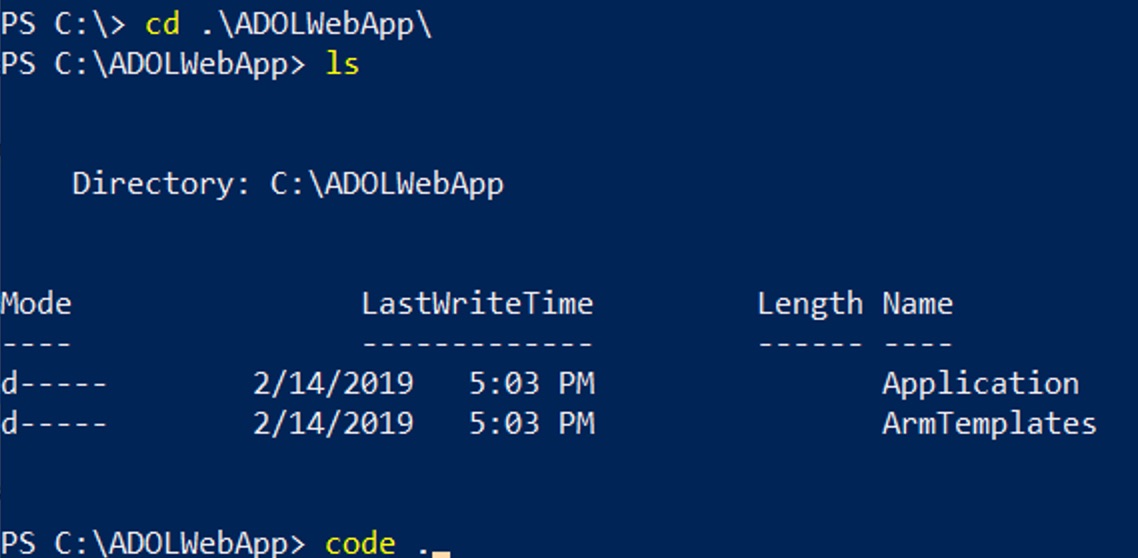 PS C:\> cd .\ADOLWebApp\
PS C:\ADOLWebApp> ls
Directory: C:\ADOLWebApp
Mode LastWriteTime Length Name
---- ------------- ------ ----
d----- 2/14/2019 5:03 PM Application
d----- 2/14/2019 5:03 PM ArmTemplates
PS C:\ADOLWebApp> code .